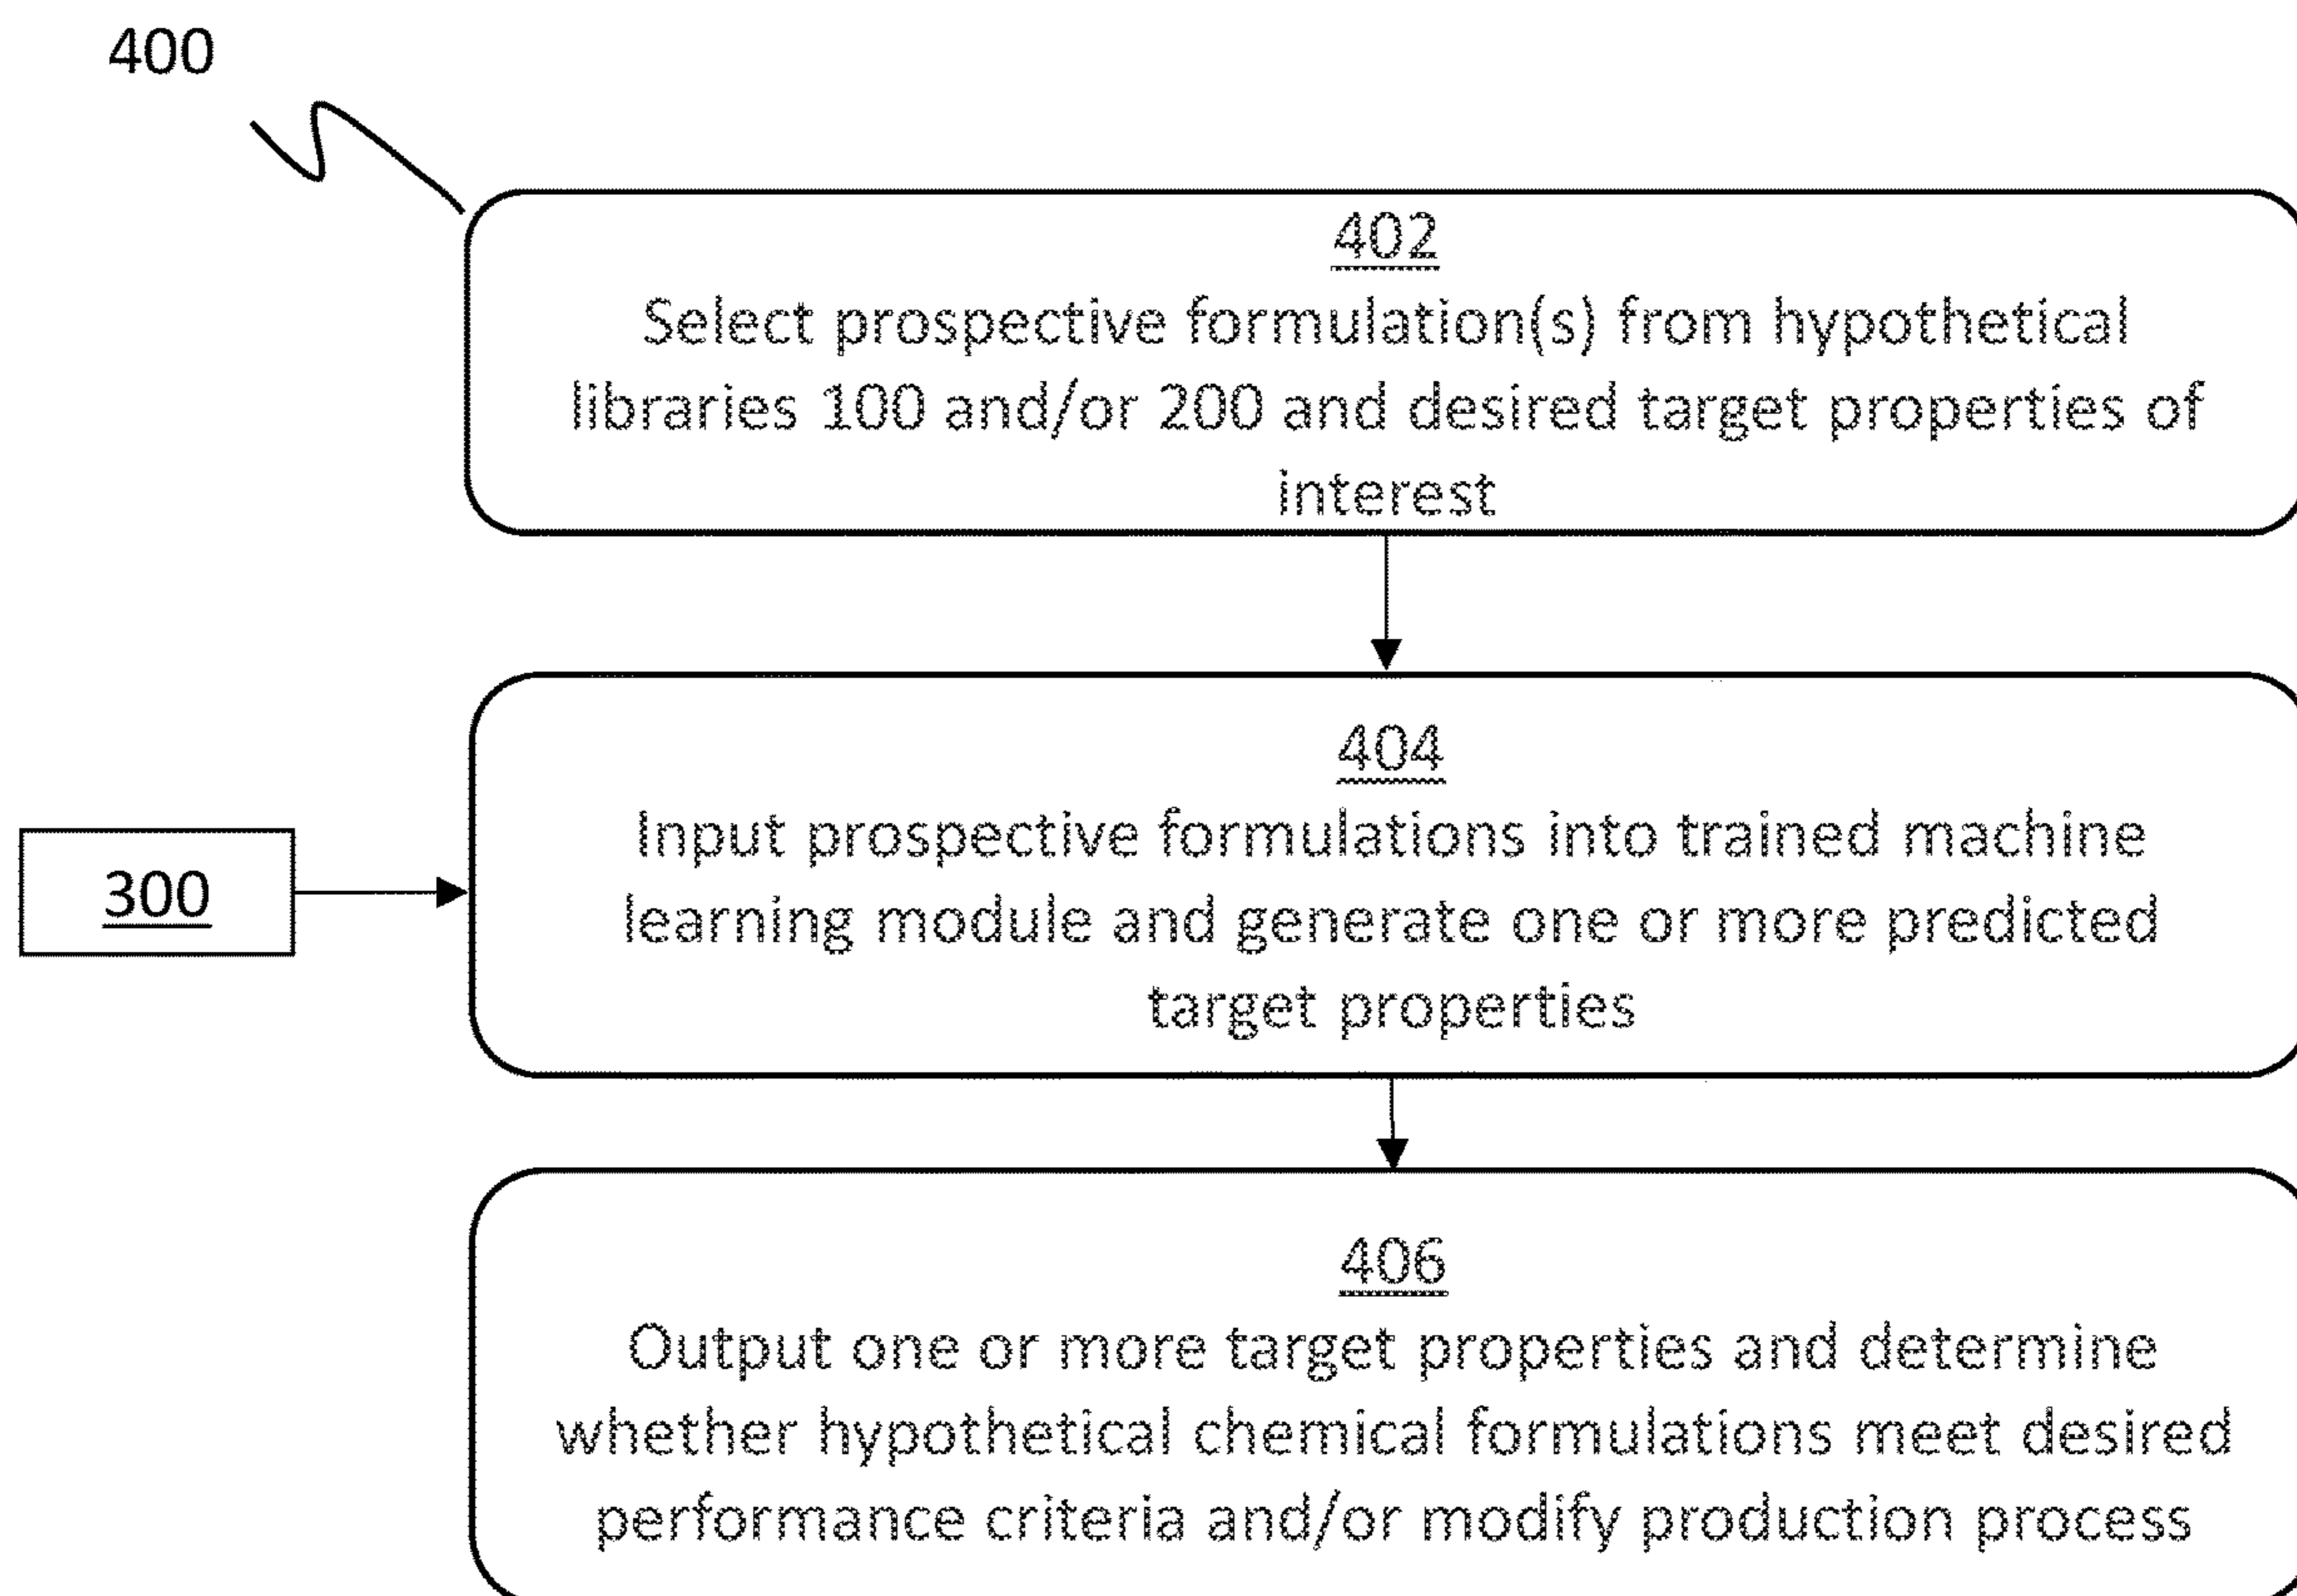 400
402
Select prospective formulation(s) from hypothetical
libraries 100 and/or 200 and desired target properties of
interest
404
Input prospective formulations into trained machine
learning module and generate one or more predicted
target properties
300
406
Output one or more target properties and determine
whether hypothetical chemical formulations meet desired
performance criteria and/or modify production process